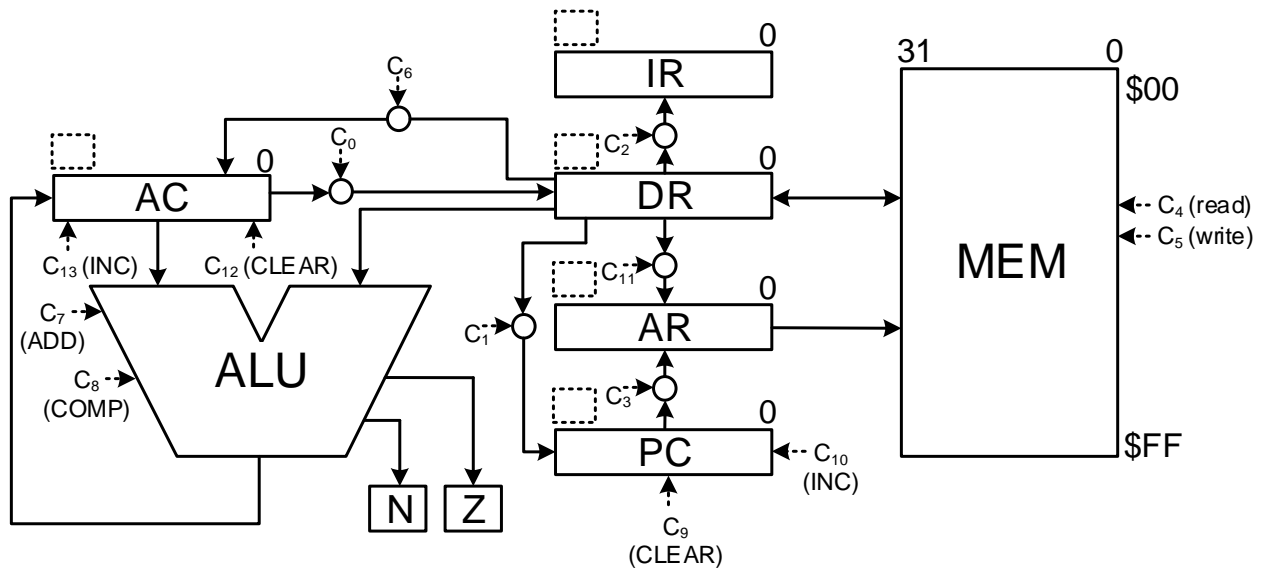 0
IR
31
0
$00
C₆
C₂
C₀
0
AC
0
DR
C₄ (read)
C₅ (write)
MEM
C₁₃ (INC)
C₁₂ (CLEAR)
C₁₁
0
AR
C₇
(ADD)
C₁
ALU
C₈
(COMP)
C₃
0
PC
C₁₀
(INC)
$FF
N
Z
C₉
(CLEAR)